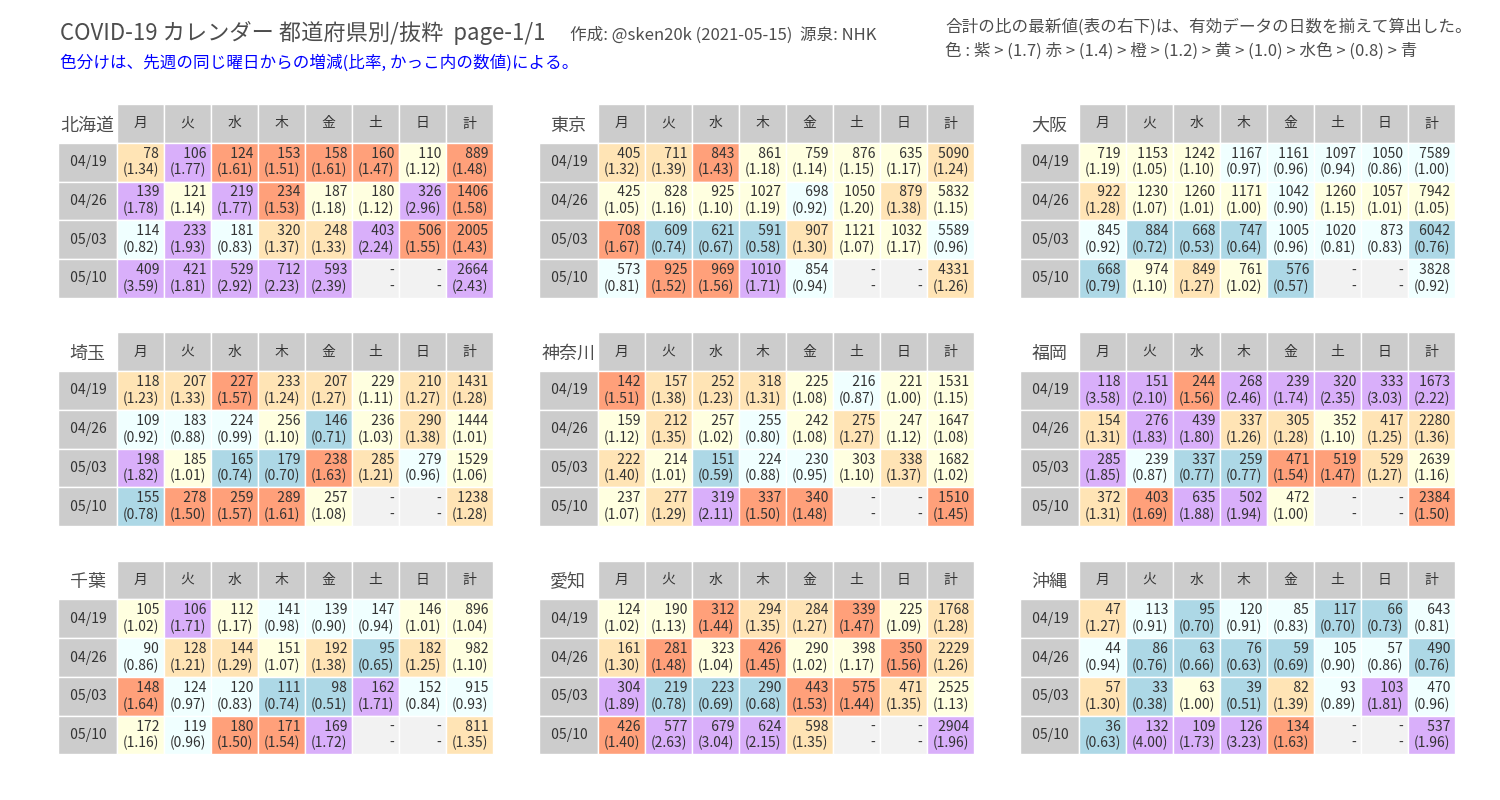 COVID-19 カレンダー 都道府県別/抜粋 page-1/1 作成: @sken20k (2021-05-15) 源泉: NHK
色分けは、先週の同じ曜日からの増減(比率, かっこ内の数値)による。
合計の比の最新値(表の右下)は、有効データの日数を揃えて算出した。
色 : 紫 > (1.7) 赤 > (1.4) > 橙 > (1.2) > 黄 > (1.0) > 水色 > (0.8) > 青
北海道 月 火 水 木 金 土 日 計
04/19 78 106 124 153 158 160 110 889
(1.34) (1.77) (1.61) (1.51) (1.61) (1.47) (1.12) (1.48)
04/26 139 121 219 234 187 180 326 1406
(1.78) (1.14) (1.77) (1.53) (1.18) (1.12) (2.96) (1.58)
05/03 114 233 181 320 248 403 506 2005
(0.82) (1.93) (0.83) (1.37) (1.33) (2.24) (1.55) (1.43)
05/10 409 421 529 712 593 - - 2664
(3.59) (1.81) (2.92) (2.23) (2.39) - - (2.43)
東京 月 火 水 木 金 土 日 計
04/19 405 711 843 861 759 876 635 5090
(1.32) (1.39) (1.43) (1.18) (1.14) (1.15) (1.17) (1.24)
04/26 425 828 925 1027 698 1050 879 5832
(1.05) (1.16) (1.10) (1.19) (0.92) (1.20) (1.38) (1.15)
05/03 708 609 621 591 907 1121 1032 5589
(1.67) (0.74) (0.67) (0.58) (1.30) (1.07) (1.17) (0.96)
05/10 573 925 969 1010 854 - - 4331
(0.81) (1.52) (1.56) (1.71) (0.94) - - (1.26)
大阪 月 火 水 木 金 土 日 計
04/19 719 1153 1242 1167 1161 1097 1050 7589
(1.19) (1.05) (1.10) (0.97) (0.96) (0.94) (0.86) (1.00)
04/26 922 1230 1260 1171 1042 1260 1057 7942
(1.28) (1.07) (1.01) (1.00) (0.90) (1.15) (1.01) (1.05)
05/03 845 884 668 747 1005 1020 873 6042
(0.92) (0.72) (0.53) (0.64) (0.96) (0.81) (0.83) (0.76)
05/10 668 974 849 761 576 - - 3828
(0.79) (1.10) (1.27) (1.02) (0.57) - - (0.92)
埼玉 月 火 水 木 金 土 日 計
04/19 118 207 227 233 207 229 210 1431
(1.23) (1.33) (1.57) (1.24) (1.27) (1.11) (1.27) (1.28)
04/26 109 183 224 256 146 236 290 1444
(0.92) (0.88) (0.99) (1.10) (0.71) (1.03) (1.38) (1.01)
05/03 198 185 165 179 238 285 279 1529
(1.82) (1.01) (0.74) (0.70) (1.63) (1.21) (0.96) (1.06)
05/10 155 278 259 289 257 - - 1238
(0.78) (1.50) (1.57) (1.61) (1.08) - - (1.28)
神奈川 月 火 水 木 金 土 日 計
04/19 142 157 252 318 225 216 221 1531
(1.51) (1.38) (1.23) (1.31) (1.08) (0.87) (1.00) (1.15)
04/26 159 212 257 255 242 275 247 1647
(1.12) (1.35) (1.02) (0.80) (1.08) (1.27) (1.12) (1.08)
05/03 222 214 151 224 230 303 338 1682
(1.40) (1.01) (0.59) (0.88) (0.95) (1.10) (1.37) (1.02)
05/10 237 277 319 337 340 - - 1510
(1.07) (1.29) (2.11) (1.50) (1.48) - - (1.45)
福岡 月 火 水 木 金 土 日 計
04/19 118 151 244 268 239 320 333 1673
(3.58) (2.10) (1.56) (2.46) (1.74) (2.35) (3.03) (2.22)
04/26 154 276 439 337 305 352 417 2280
(1.31) (1.83) (1.80) (1.26) (1.28) (1.10) (1.25) (1.36)
05/03 285 239 337 259 471 519 529 2639
(1.85) (0.87) (0.77) (0.77) (1.54) (1.47) (1.27) (1.16)
05/10 372 403 635 502 472 - - 2384
(1.31) (1.69) (1.88) (1.94) (1.00) - - (1.50)
千葉 月 火 水 木 金 土 日 計
04/19 105 106 112 141 139 147 146 896
(1.02) (1.71) (1.17) (0.98) (0.90) (0.94) (1.01) (1.04)
04/26 90 128 144 151 192 95 182 982
(0.86) (1.21) (1.29) (1.07) (1.38) (0.65) (1.25) (1.10)
05/03 148 124 120 111 98 162 152 915
(1.64) (0.97) (0.83) (0.74) (0.51) (1.71) (0.84) (0.93)
05/10 172 119 180 171 169 - - 811
(1.16) (0.96) (1.50) (1.54) (1.72) - - (1.35)
愛知 月 火 水 木 金 土 日 計
04/19 124 190 312 294 284 339 225 1768
(1.02) (1.13) (1.44) (1.35) (1.27) (1.47) (1.09) (1.28)
04/26 161 281 323 426 290 398 350 2229
(1.30) (1.48) (1.04) (1.45) (1.02) (1.17) (1.56) (1.26)
05/03 304 219 223 290 443 575 471 2525
(1.89) (0.78) (0.69) (0.68) (1.53) (1.44) (1.35) (1.13)
05/10 426 577 679 624 598 - - 2904
(1.40) (2.63) (3.04) (2.15) (1.35) - - (1.96)
沖縄 月 火 水 木 金 土 日 計
04/19 47 113 95 120 85 117 66 643
(1.27) (0.91) (0.70) (0.91) (0.83) (0.70) (0.73) (0.81)
04/26 44 86 63 76 59 105 57 490
(0.94) (0.76) (0.66) (0.63) (0.69) (0.90) (0.86) (0.76)
05/03 57 33 63 39 82 93 103 470
(1.30) (0.38) (1.00) (0.51) (1.39) (0.89) (1.81) (0.96)
05/10 36 132 109 126 134 - - 537
(0.63) (4.00) (1.73) (3.23) (1.63) - - (1.96)